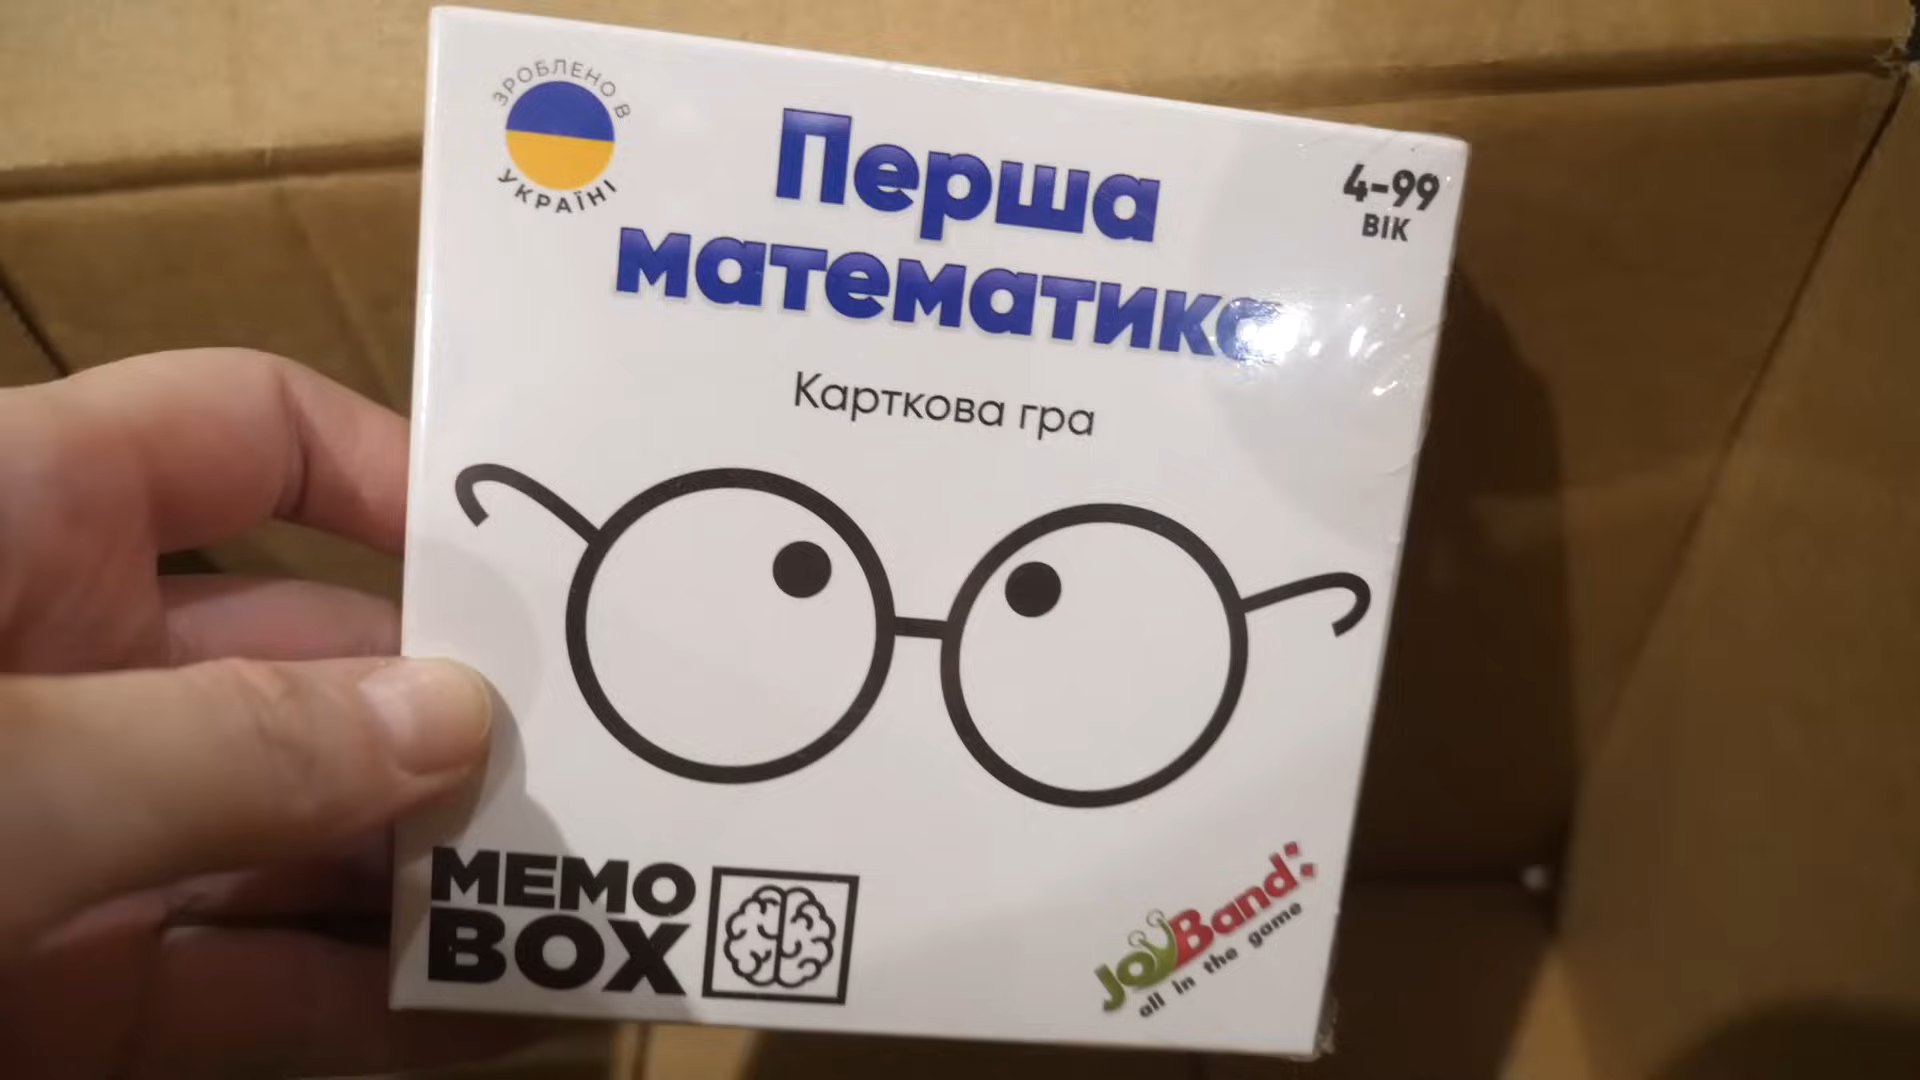 ЗРОБЛЕНО В
УКРАЇНІ
Перша
математика
4-99
ВІК
Карткова гра
MEMO
BOX
JoyBand
all in the game